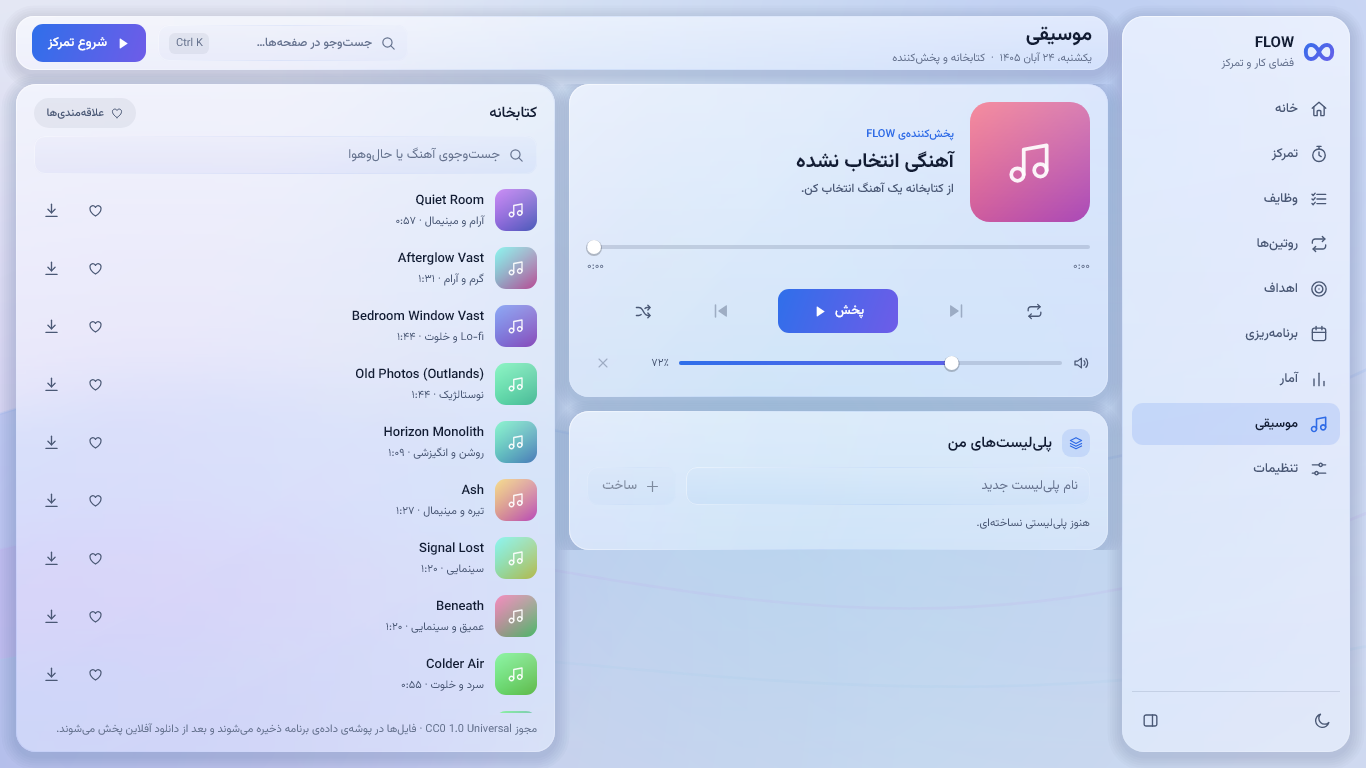 FLOW
فضای کار و تمرکز
خانه
تمرکز
وظایف
روتین‌ها
اهداف
برنامه‌ریزی
آمار
موسیقی
تنظیمات
موسیقی
یکشنبه، ۲۴ آبان ۱۴۰۵ · کتابخانه و پخش‌کننده
جست‌وجو در صفحه‌ها...
Ctrl K
شروع تمرکز
پخش‌کننده‌ی FLOW
آهنگی انتخاب نشده
از کتابخانه یک آهنگ انتخاب کن.
۰:۰۰
۰:۰۰
پخش
۷۲٪
پلی‌لیست‌های من
نام پلی‌لیست جدید
ساخت
هنوز پلی‌لیستی نساخته‌ای.
کتابخانه
علاقه‌مندی‌ها
جست‌وجوی آهنگ یا حال‌وهوا
Quiet Room
آرام و مینیمال · ۰:۵۷
Afterglow Vast
گرم و آرام · ۱:۳۱
Bedroom Window Vast
Lo-fi و خلوت · ۱:۴۴
Old Photos (Outlands)
نوستالژیک · ۱:۴۴
Horizon Monolith
روشن و انگیزشی · ۱:۰۹
Ash
تیره و مینیمال · ۱:۲۷
Signal Lost
سینمایی · ۱:۲۰
Beneath
عمیق و سینمایی · ۱:۲۰
Colder Air
سرد و خلوت · ۰:۵۵
مجوز CC0 1.0 Universal · فایل‌ها در پوشه‌ی داده‌ی برنامه ذخیره می‌شوند و بعد از دانلود آفلاین پخش می‌شوند.